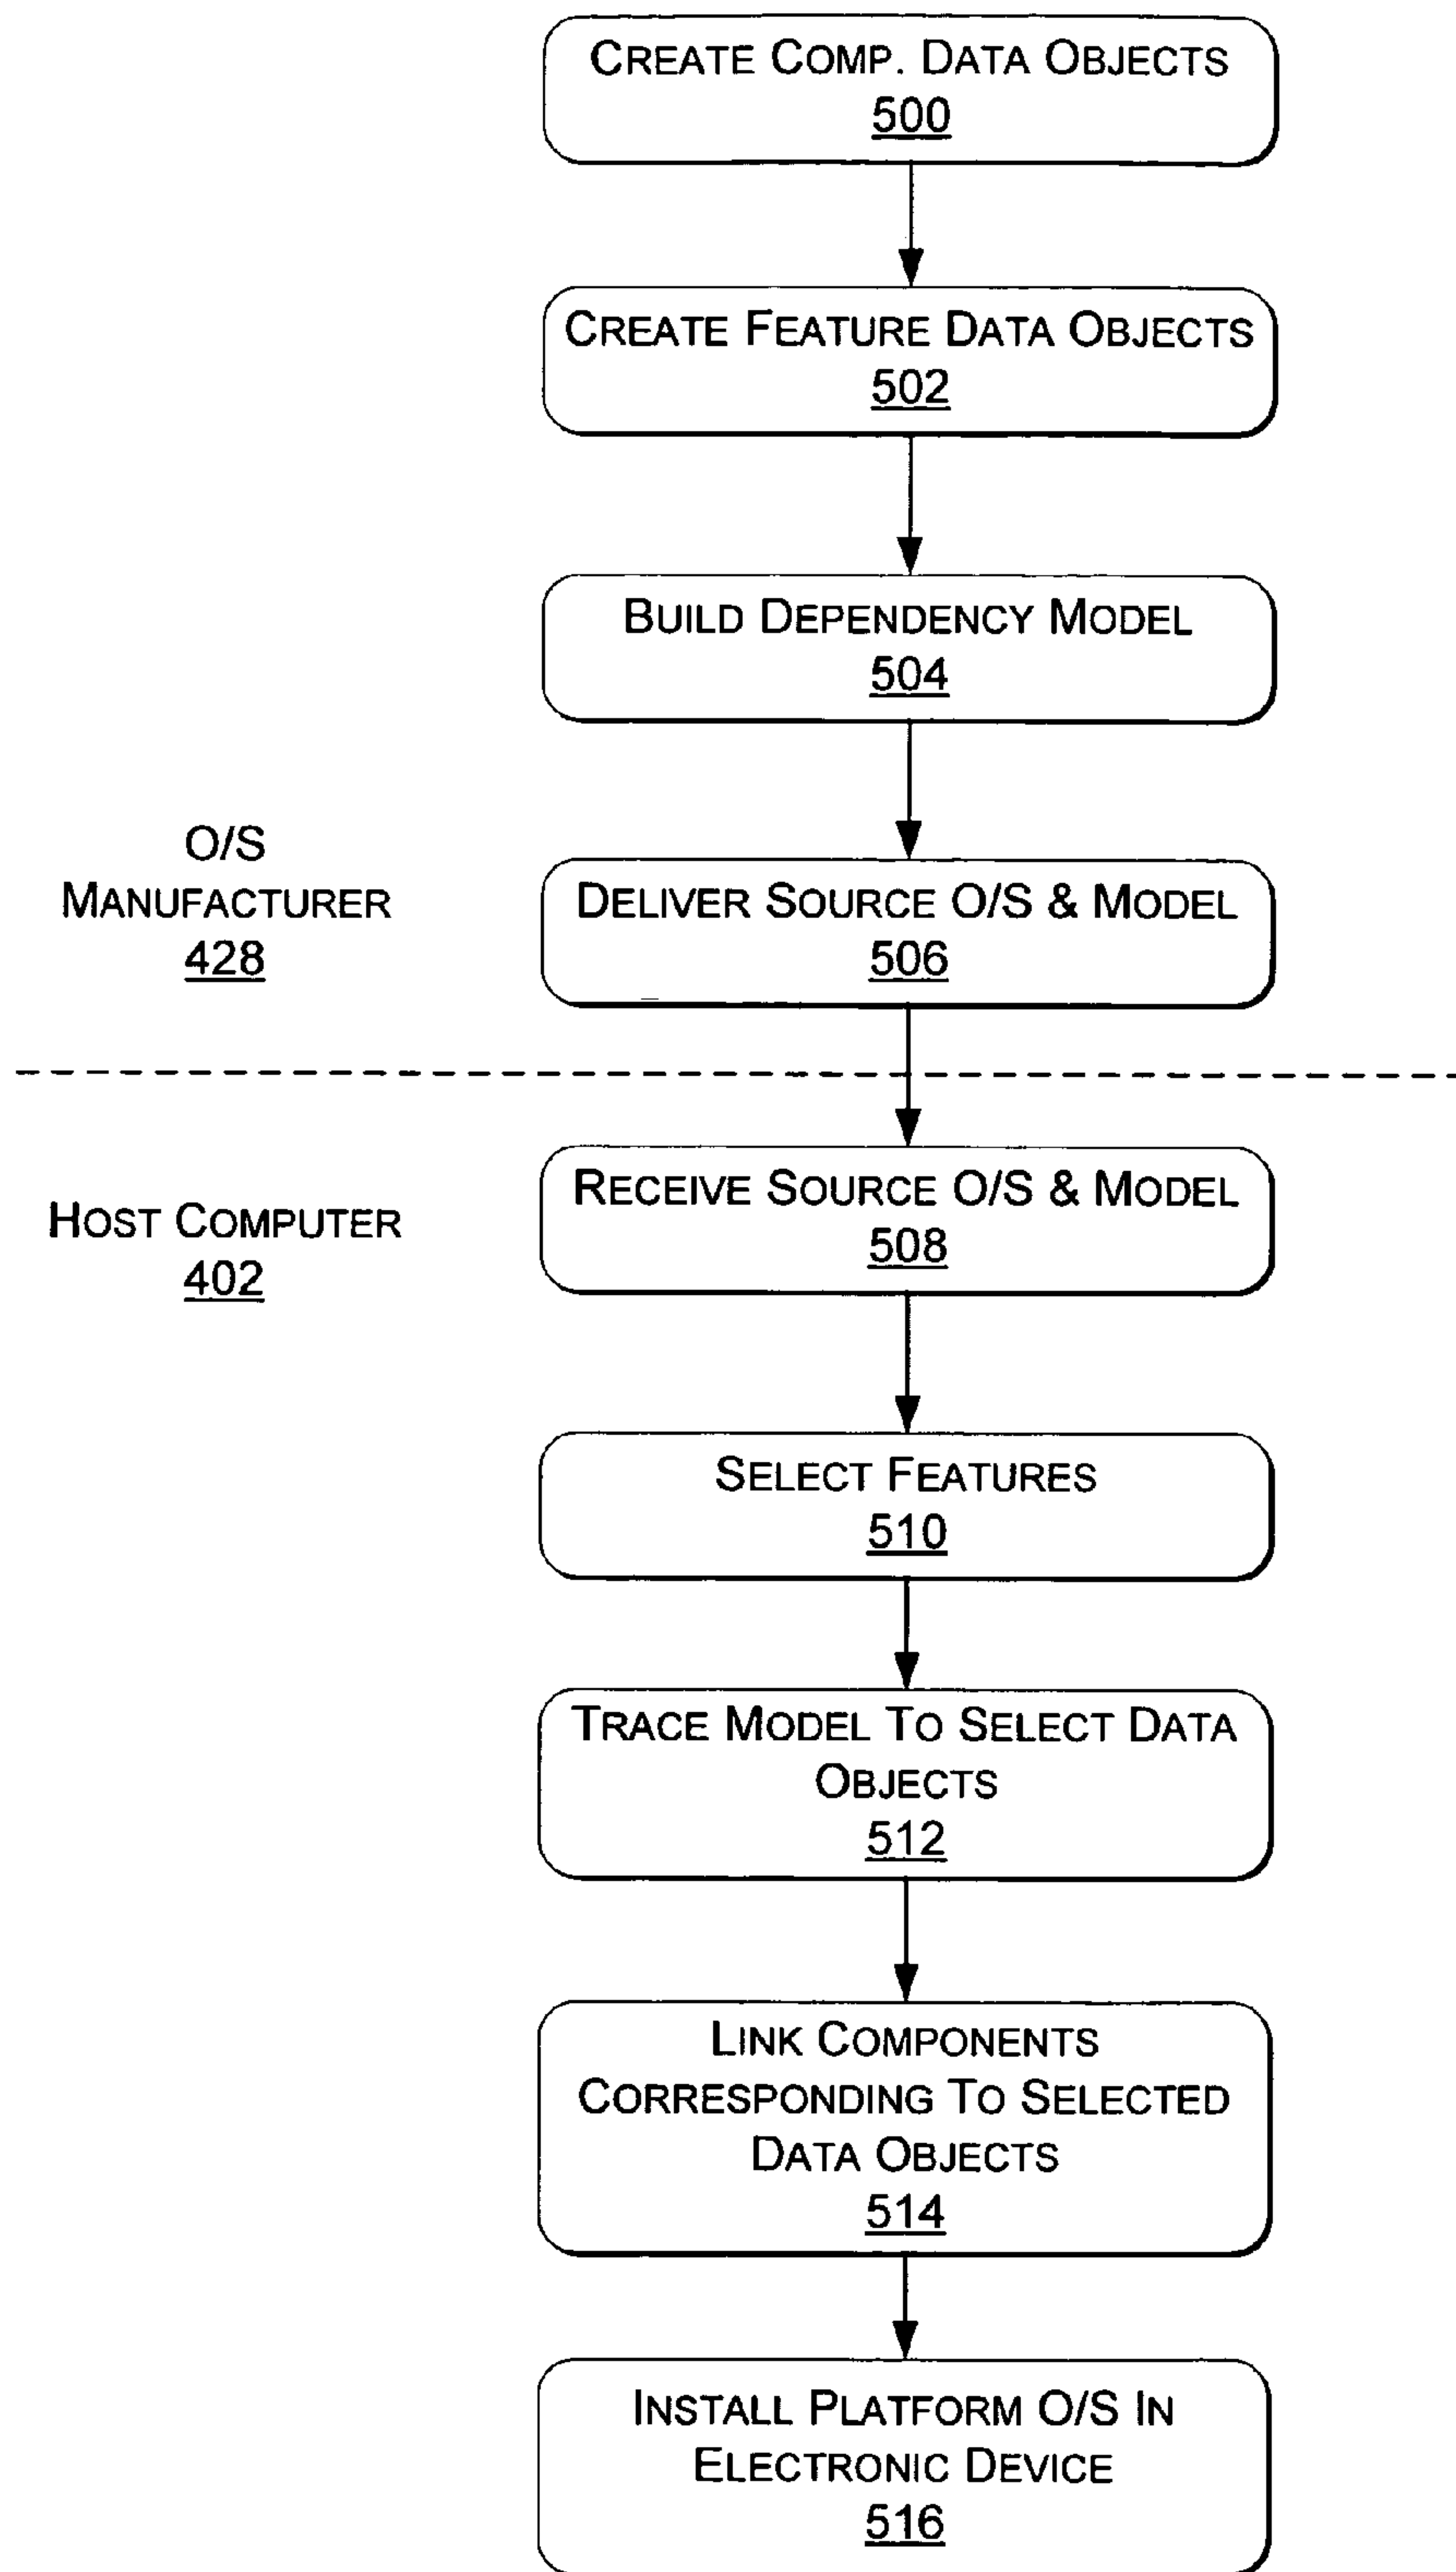 CREATE COMP. DATA OBJECTS
500
CREATE FEATURE DATA OBJECTS
502
BUILD DEPENDENCY MODEL
504
O/S
MANUFACTURER
428
DELIVER SOURCE O/S & MODEL
506
RECEIVE SOURCE O/S & MODEL
508
HOST COMPUTER
402
SELECT FEATURES
510
TRACE MODEL TO SELECT DATA
OBJECTS
512
LINK COMPONENTS
CORRESPONDING TO SELECTED
DATA OBJECTS
514
INSTALL PLATFORM O/S IN
ELECTRONIC DEVICE
516